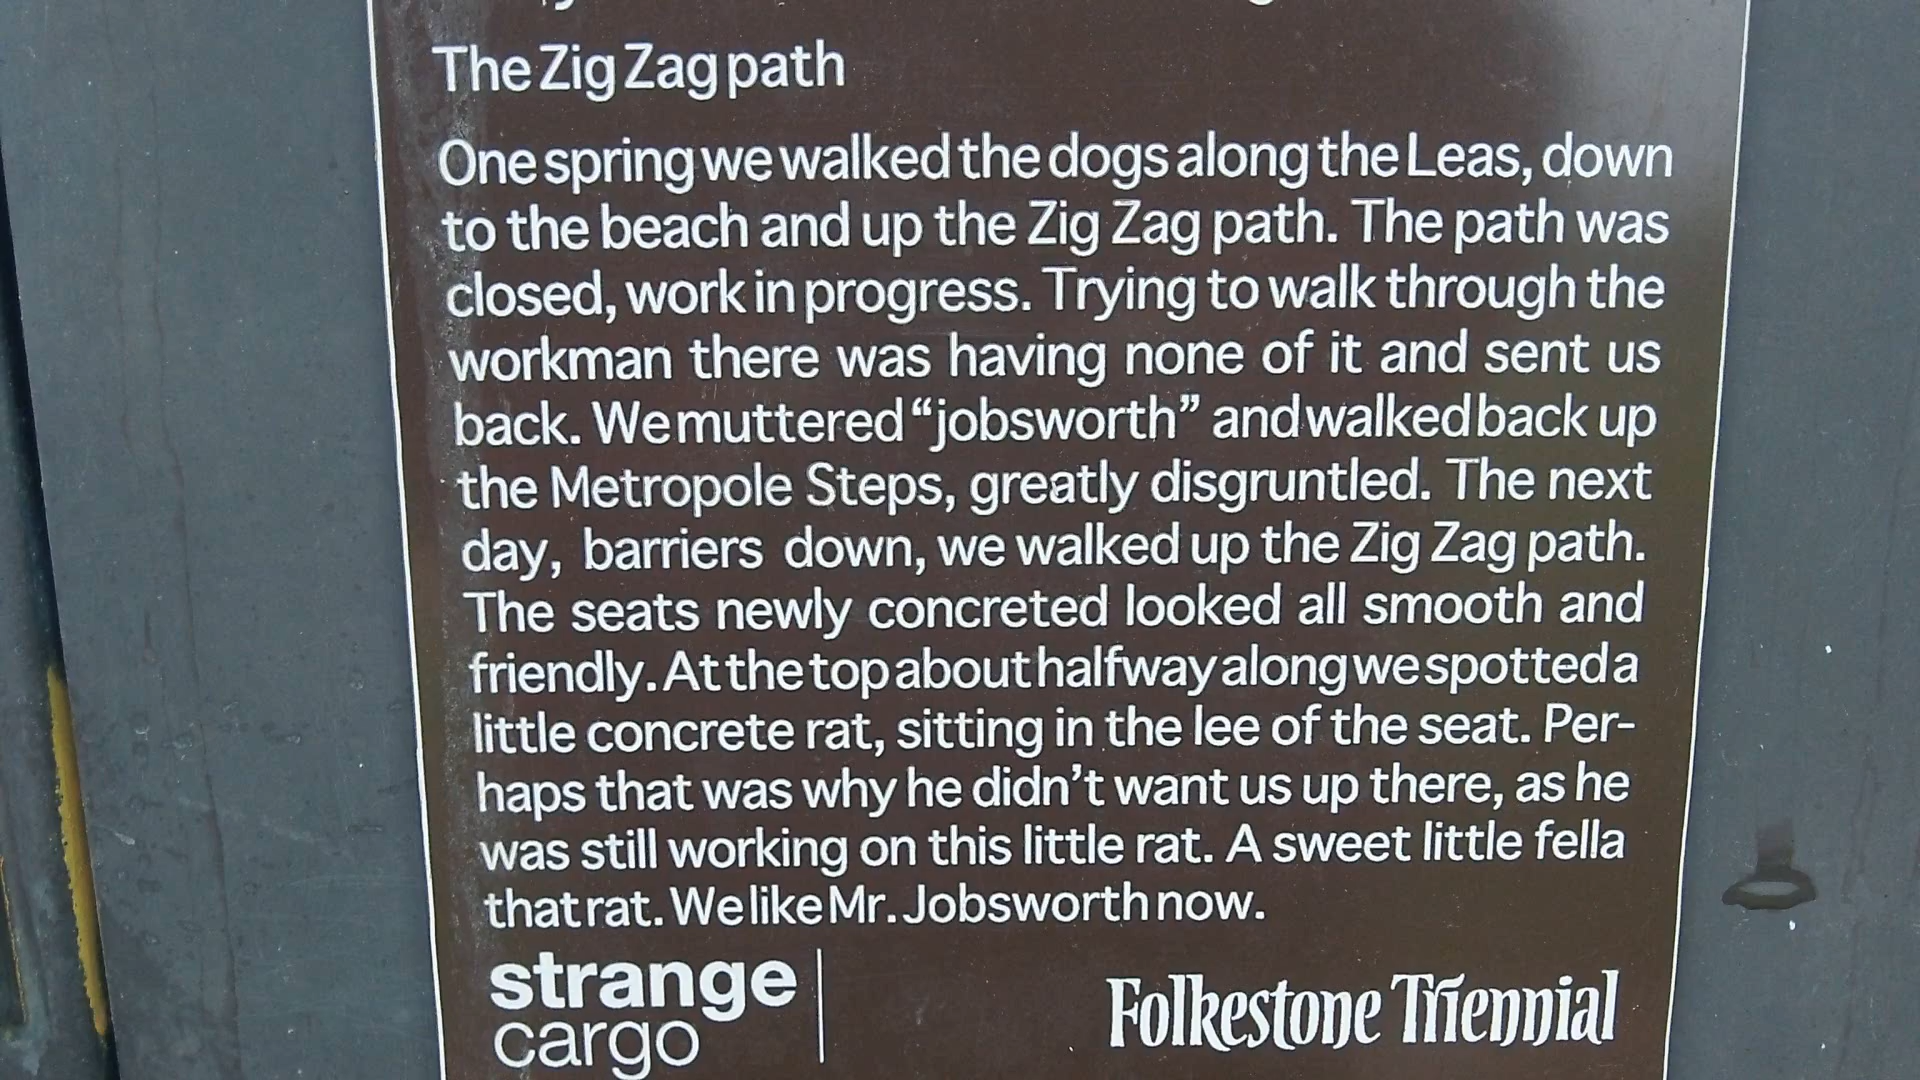 The Zig Zag path
One spring we walked the dogs along the Leas, down
to the beach and up the Zig Zag path. The path was
closed, work in progress. Trying to walk through the
workman there was having none of it and sent us
back. We muttered “jobsworth” and walked back up
the Metropole Steps, greatly disgruntled. The next
day, barriers down, we walked up the Zig Zag path.
The seats newly concreted looked all smooth and
friendly. At the top about halfway along we spotted a
little concrete rat, sitting in the lee of the seat. Per-
haps that was why he didn’t want us up there, as he
was still working on this little rat. A sweet little fella
that rat. We like Mr. Jobsworth now.
strange
cargo
Folkestone Triennial